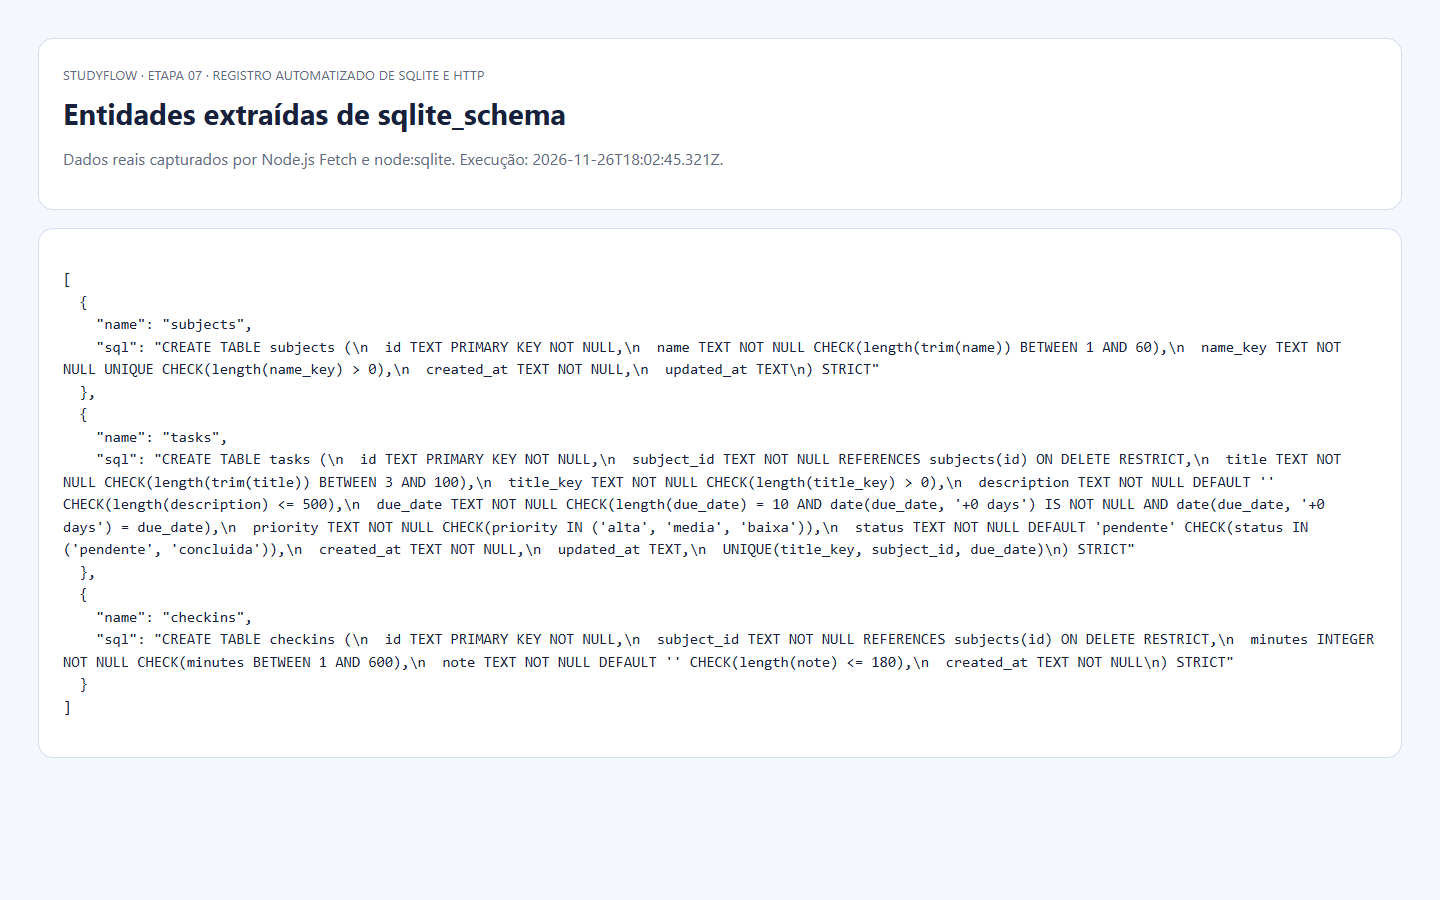 STUDYFLOW · ETAPA 07 · REGISTRO AUTOMATIZADO DE SQLITE E HTTP
Entidades extraídas de sqlite_schema
Dados reais capturados por Node.js Fetch e node:sqlite. Execução: 2026-11-26T18:02:45.321Z.
[
  {
    "name": "subjects",
    "sql": "CREATE TABLE subjects (\n  id TEXT PRIMARY KEY NOT NULL,\n  name TEXT NOT NULL CHECK(length(trim(name)) BETWEEN 1 AND 60),\n  name_key TEXT NOT
NULL UNIQUE CHECK(length(name_key) > 0),\n  created_at TEXT NOT NULL,\n  updated_at TEXT\n) STRICT"
  },
  {
    "name": "tasks",
    "sql": "CREATE TABLE tasks (\n  id TEXT PRIMARY KEY NOT NULL,\n  subject_id TEXT NOT NULL REFERENCES subjects(id) ON DELETE RESTRICT,\n  title TEXT NOT
NULL CHECK(length(trim(title)) BETWEEN 3 AND 100),\n  title_key TEXT NOT NULL CHECK(length(title_key) > 0),\n  description TEXT NOT NULL DEFAULT ''
CHECK(length(description) <= 500),\n  due_date TEXT NOT NULL CHECK(length(due_date) = 10 AND date(due_date, '+0 days') IS NOT NULL AND date(due_date, '+0
days') = due_date),\n  priority TEXT NOT NULL CHECK(priority IN ('alta', 'media', 'baixa')),\n  status TEXT NOT NULL DEFAULT 'pendente' CHECK(status IN
('pendente', 'concluida')),\n  created_at TEXT NOT NULL,\n  updated_at TEXT,\n  UNIQUE(title_key, subject_id, due_date)\n) STRICT"
  },
  {
    "name": "checkins",
    "sql": "CREATE TABLE checkins (\n  id TEXT PRIMARY KEY NOT NULL,\n  subject_id TEXT NOT NULL REFERENCES subjects(id) ON DELETE RESTRICT,\n  minutes INTEGER
NOT NULL CHECK(minutes BETWEEN 1 AND 600),\n  note TEXT NOT NULL DEFAULT '' CHECK(length(note) <= 180),\n  created_at TEXT NOT NULL\n) STRICT"
  }
]